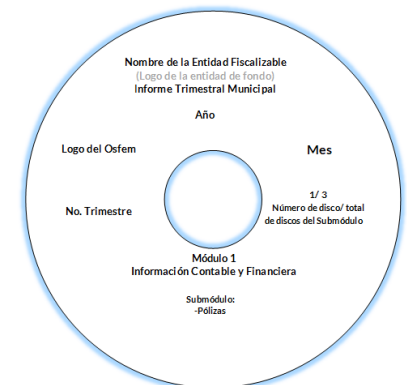 Nombre de la Entidad Fiscalizable
(Logo de la entidad de fondo)
Informe Trimestral Municipal
Año
Logo del Osfem
Mes
No. Trimestre
1/ 3
Número de disco/ total
de discos del Submódulo
Módulo 1
Información Contable y Financiera
Submódulo:
-Pólizas